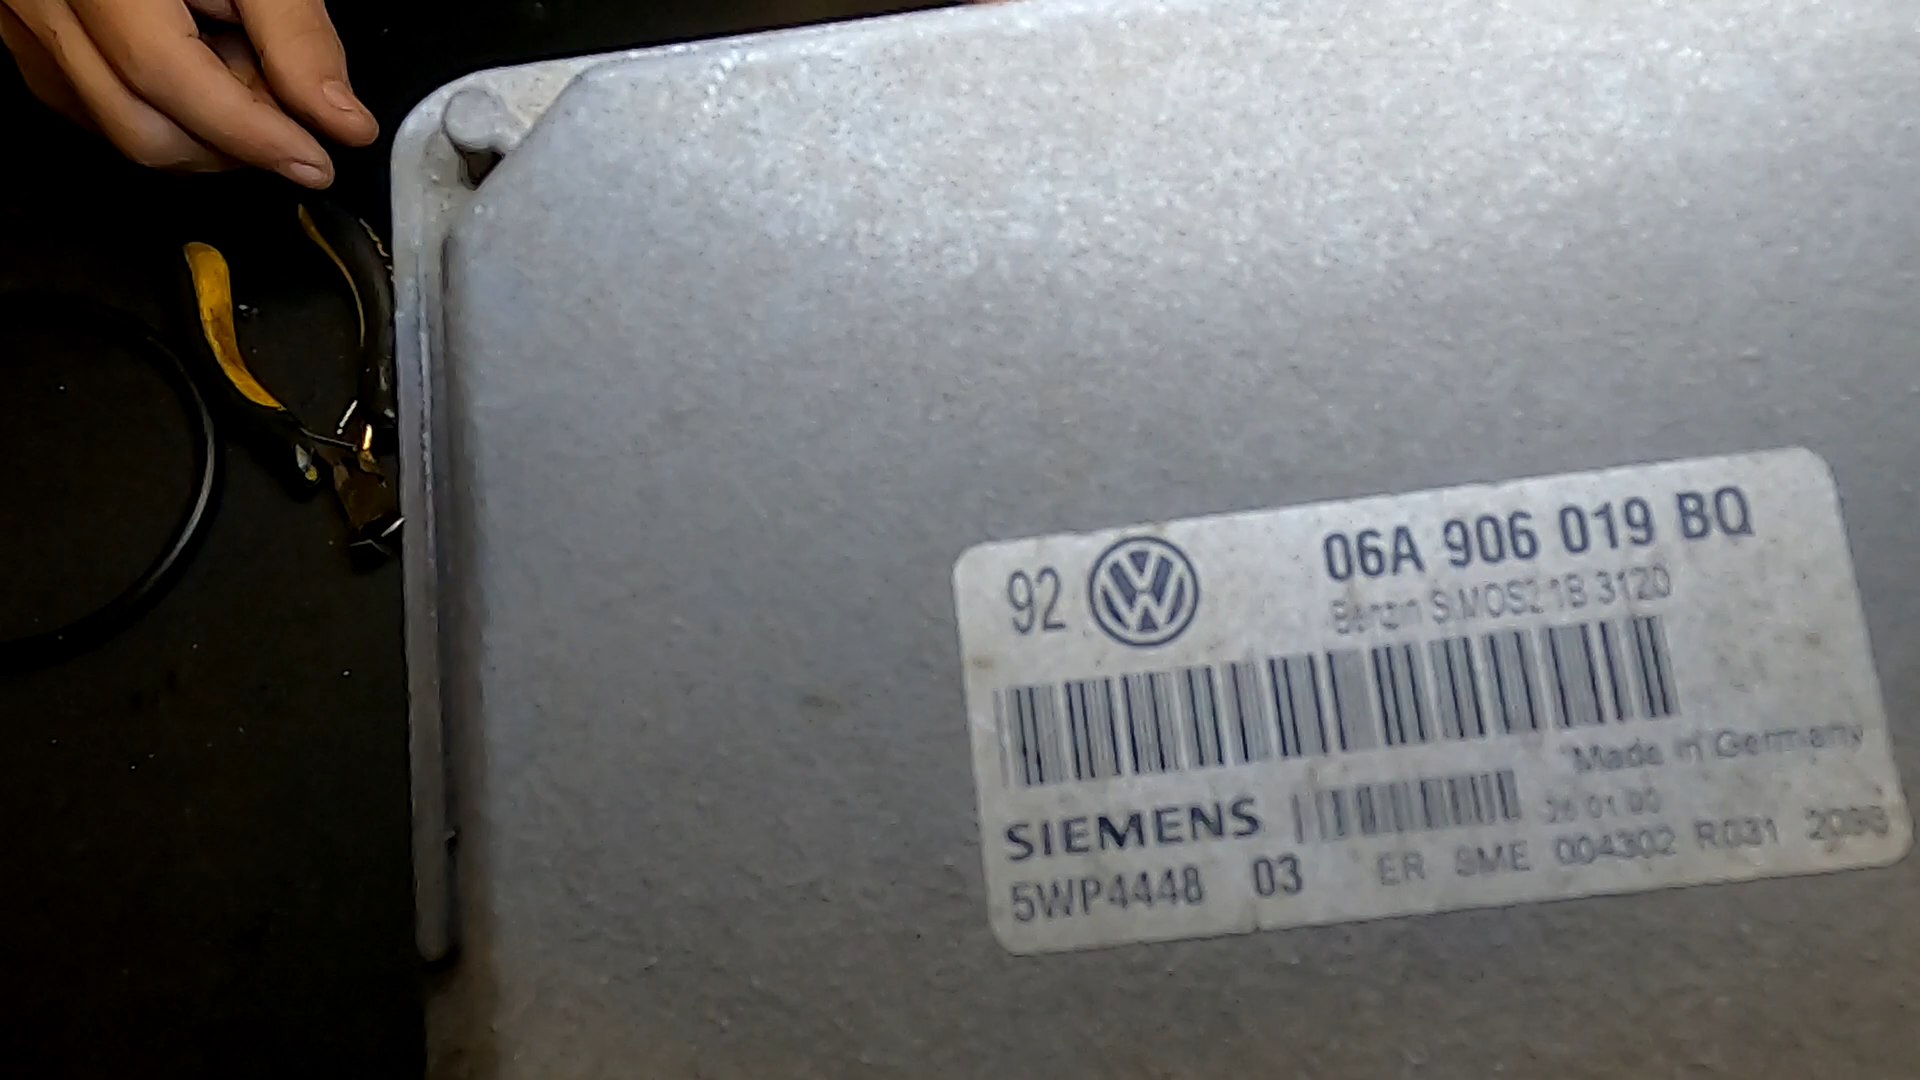 92 06A 906 019 BQ
Benzin SIMOS2 1B 3120
Made in Germany
SIEMENS
5WP4448 03 ER SME 004302 R031